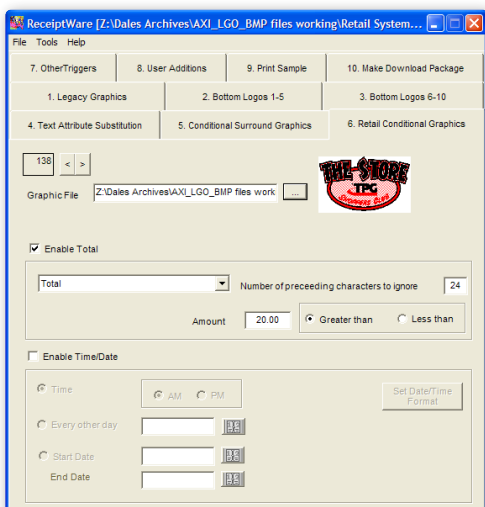 ReceiptWare [Z:\Dales Archives\AXI_LGO_BMP files working\Retail System...
File Tools Help
7. OtherTriggers 8. User Additions 9. Print Sample 10. Make Download Package
1. Legacy Graphics 2. Bottom Logos 1-5 3. Bottom Logos 6-10
4. Text Attribute Substitution 5. Conditional Surround Graphics 6. Retail Conditional Graphics
138 < >
Graphic File Z:\Dales Archives\AXI_LGO_BMP files work ...
THE STORE
TPG
SHOPPERS CLUB
Enable Total
Total Number of preceeding characters to ignore 24
Amount 20.00 Greater than Less than
Enable Time/Date
Time AM PM Set Date/Time
Format
Every other day
Start Date
End Date